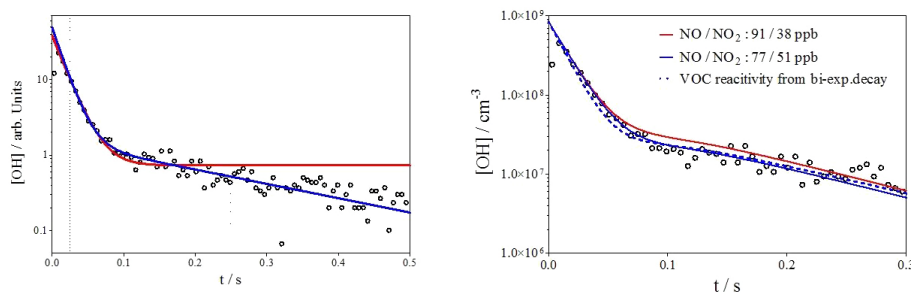 10
1
0.1
[OH] / arb. Units
0.0 0.1 0.2 0.3 0.4 0.5
t / s
1.0×10⁹
1.0×10⁸
1.0×10⁷
1.0×10⁶
[OH] / cm⁻³
NO / NO₂ : 91 / 38 ppb
NO / NO₂ : 77 / 51 ppb
VOC reacitivity from bi-exp.decay
0.0 0.1 0.2 0.3
t / s